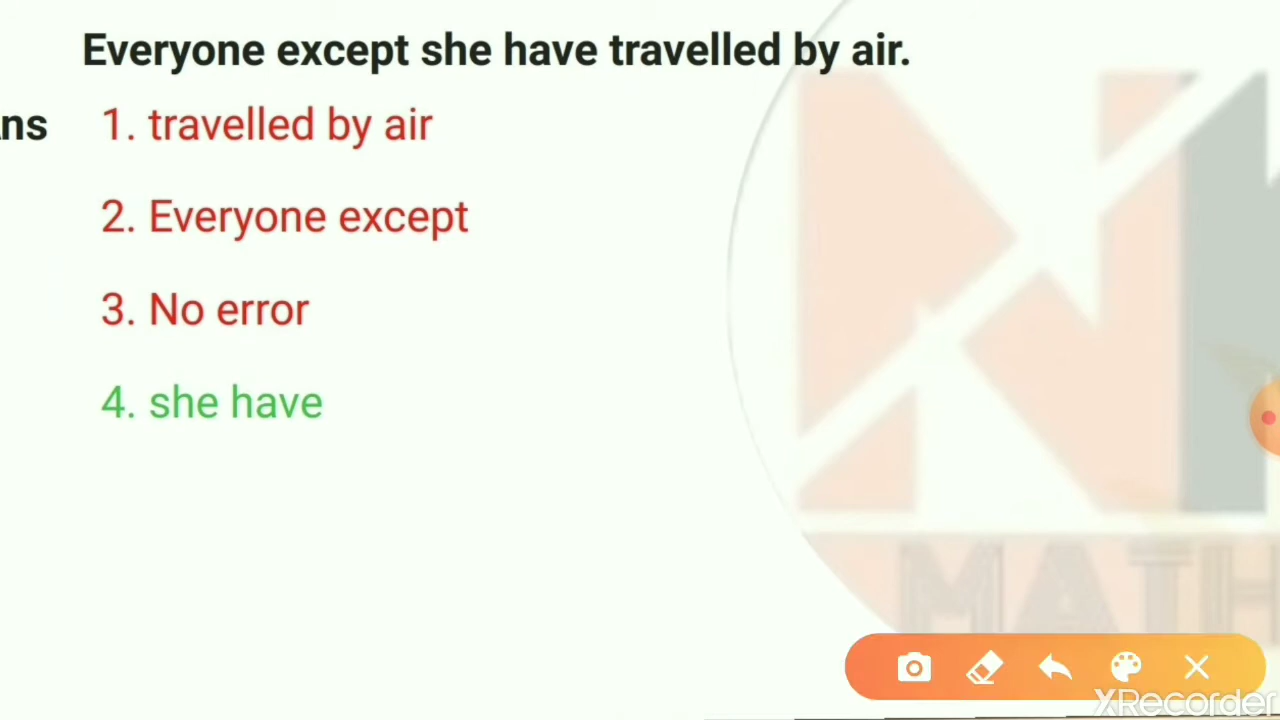 Everyone except she have travelled by air.
ns 1. travelled by air
2. Everyone except
3. No error
4. she have
MATH
XRecorder